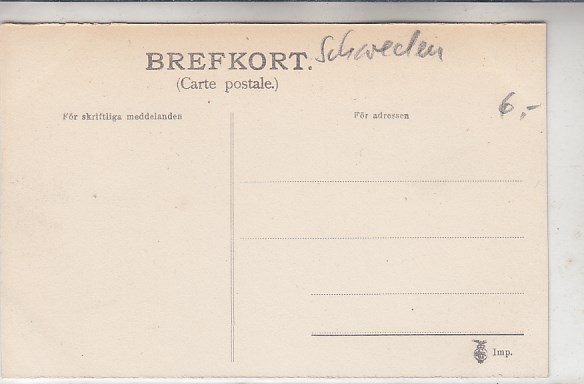 BREFKORT. Schweden
(Carte postale.)
För skriftliga meddelanden
För adressen
6,-
Imp.